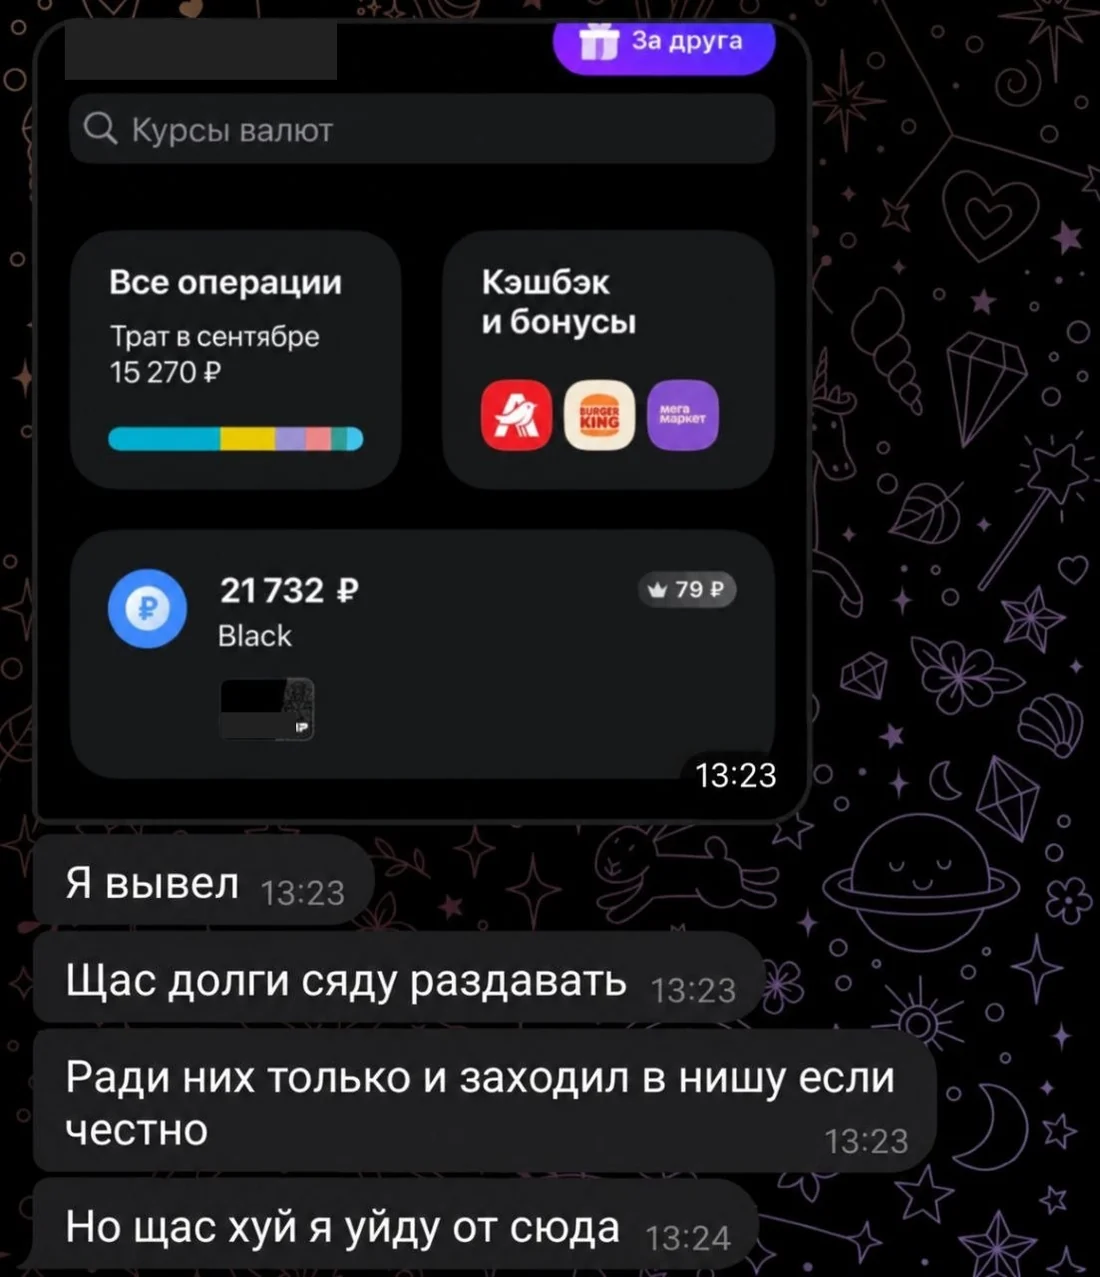 За друга
Курсы валют
Все операции
Трат в сентябре
15 270 ₽
Кэшбэк
и бонусы
BURGER
KING
мега
маркет
21 732 ₽
79 ₽
Black
13:23
Я вывел 13:23
Щас долги сяду раздавать 13:23
Ради них только и заходил в нишу если
честно 13:23
Но щас хуй я уйду от сюда 13:24